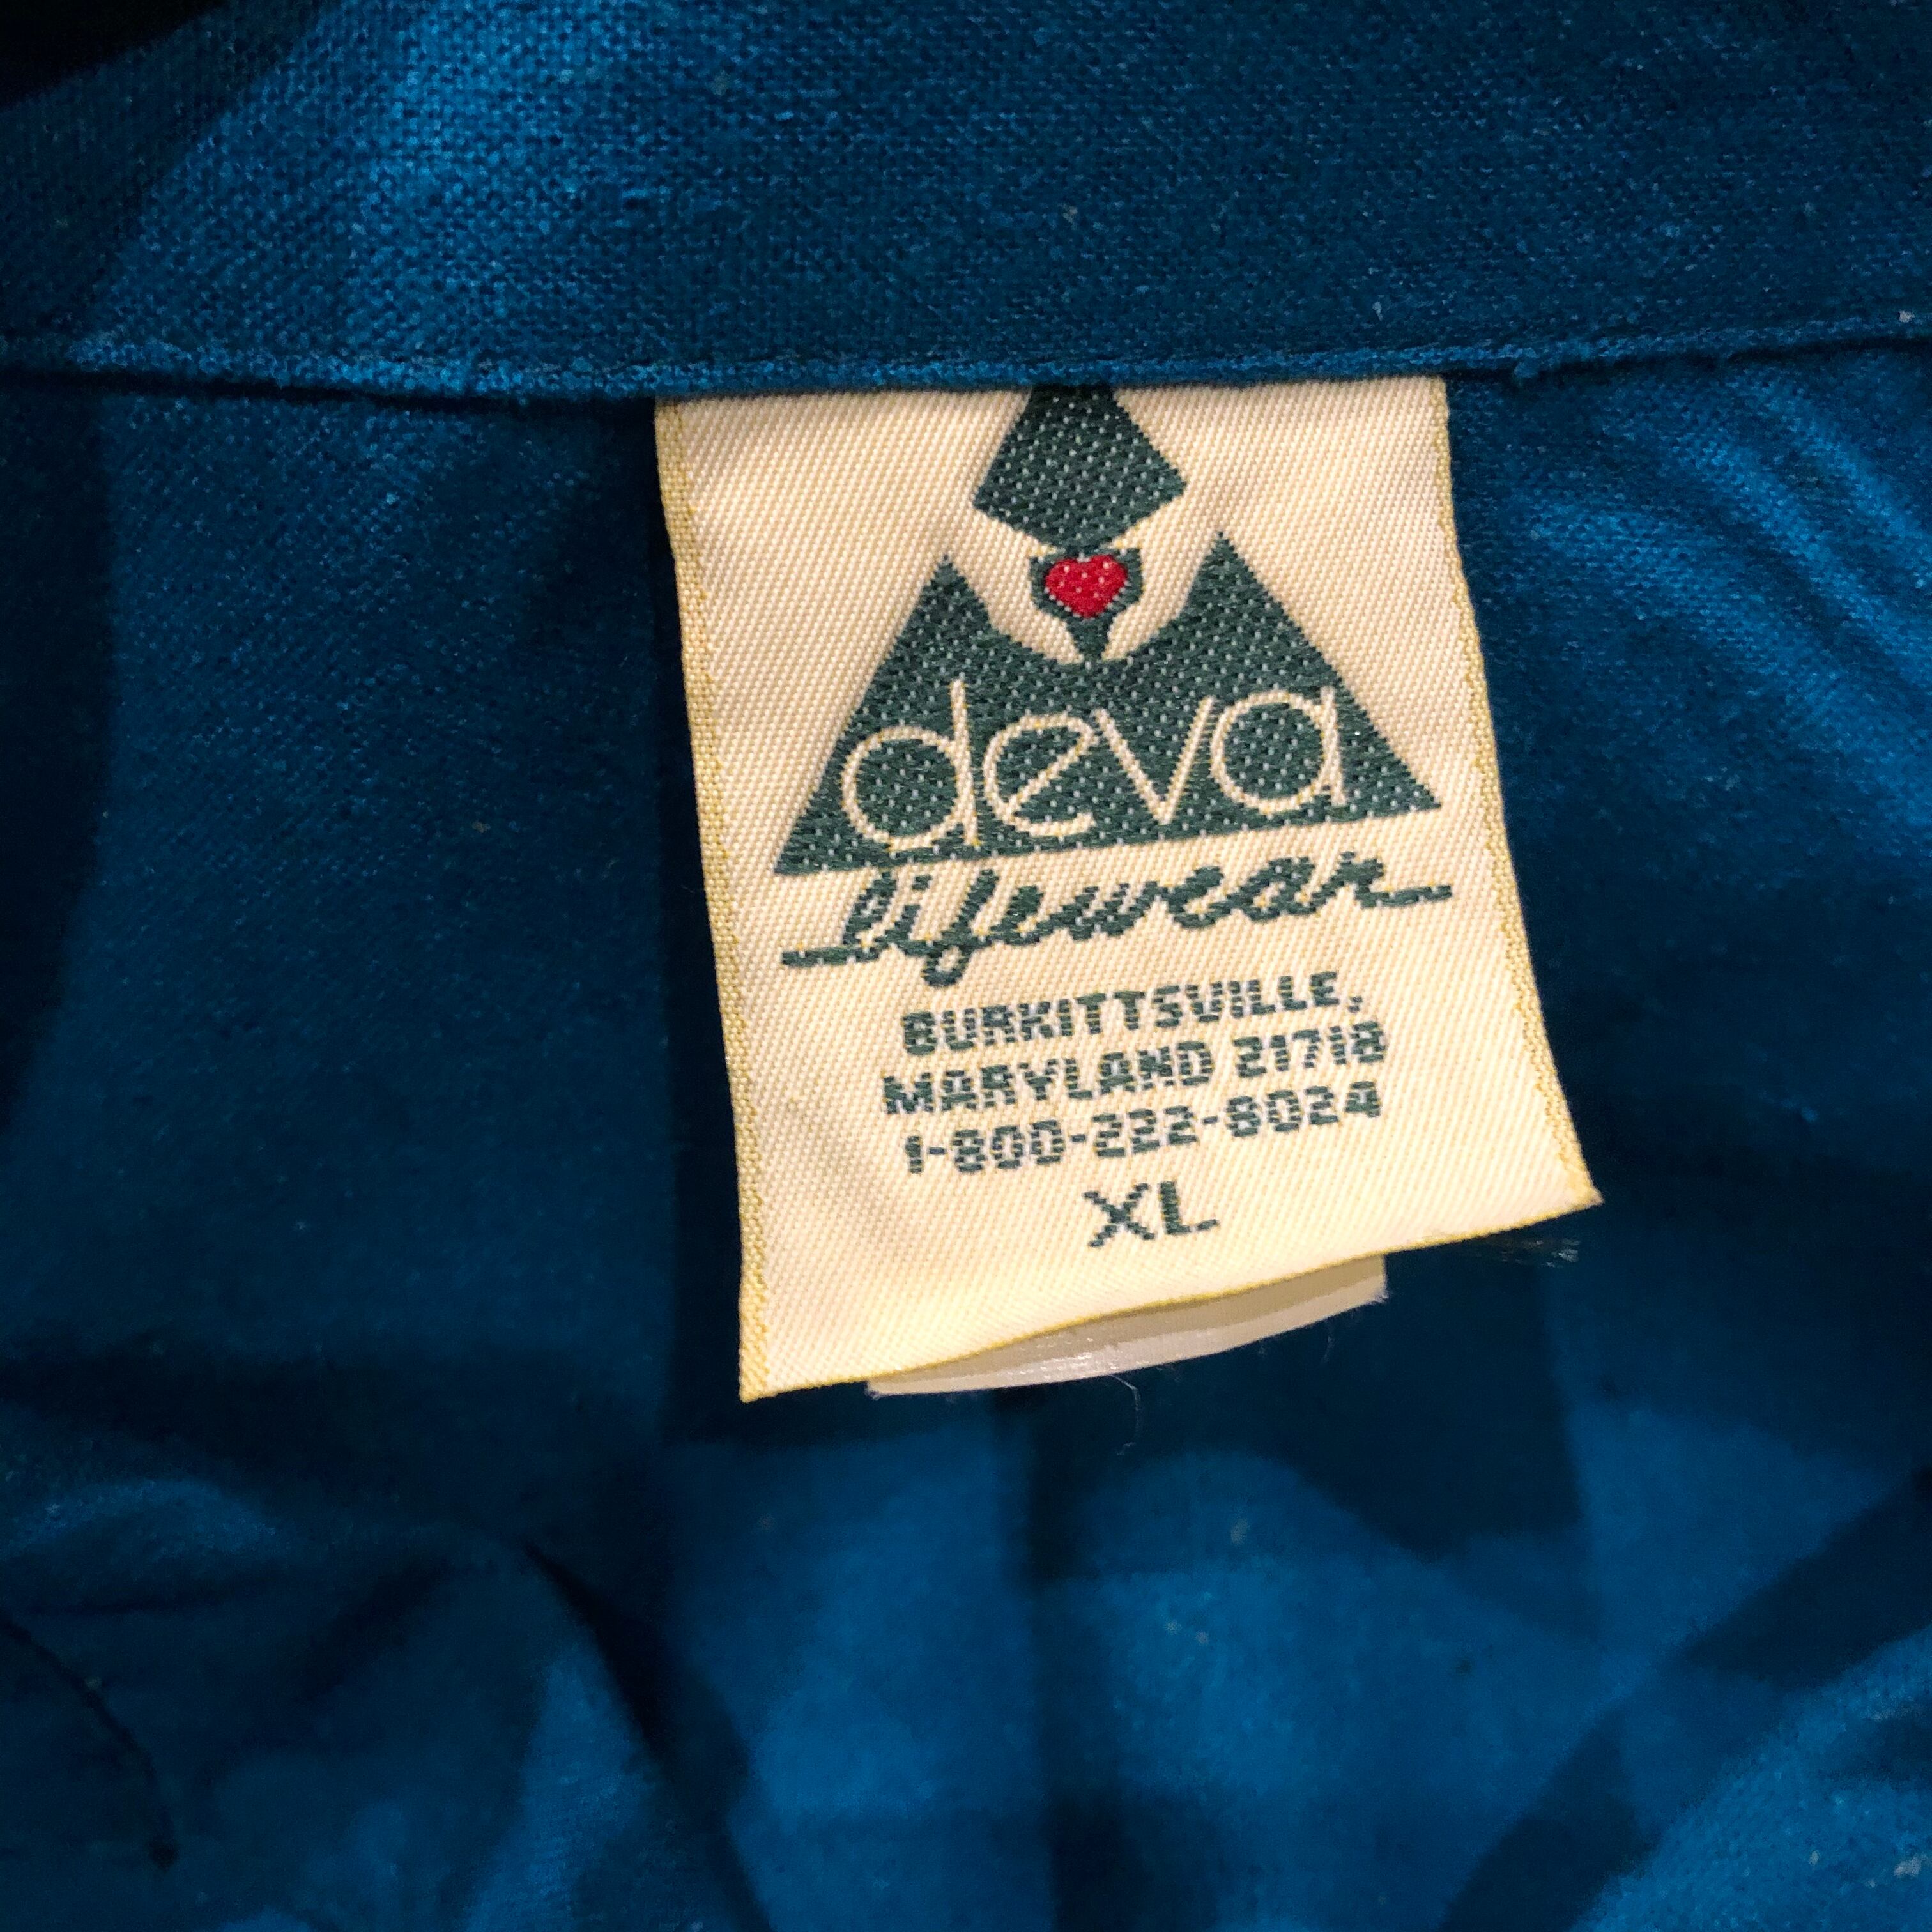 deva
lifewear
BURKITTSVILLE,
MARYLAND 21718
1-800-222-8024
XL